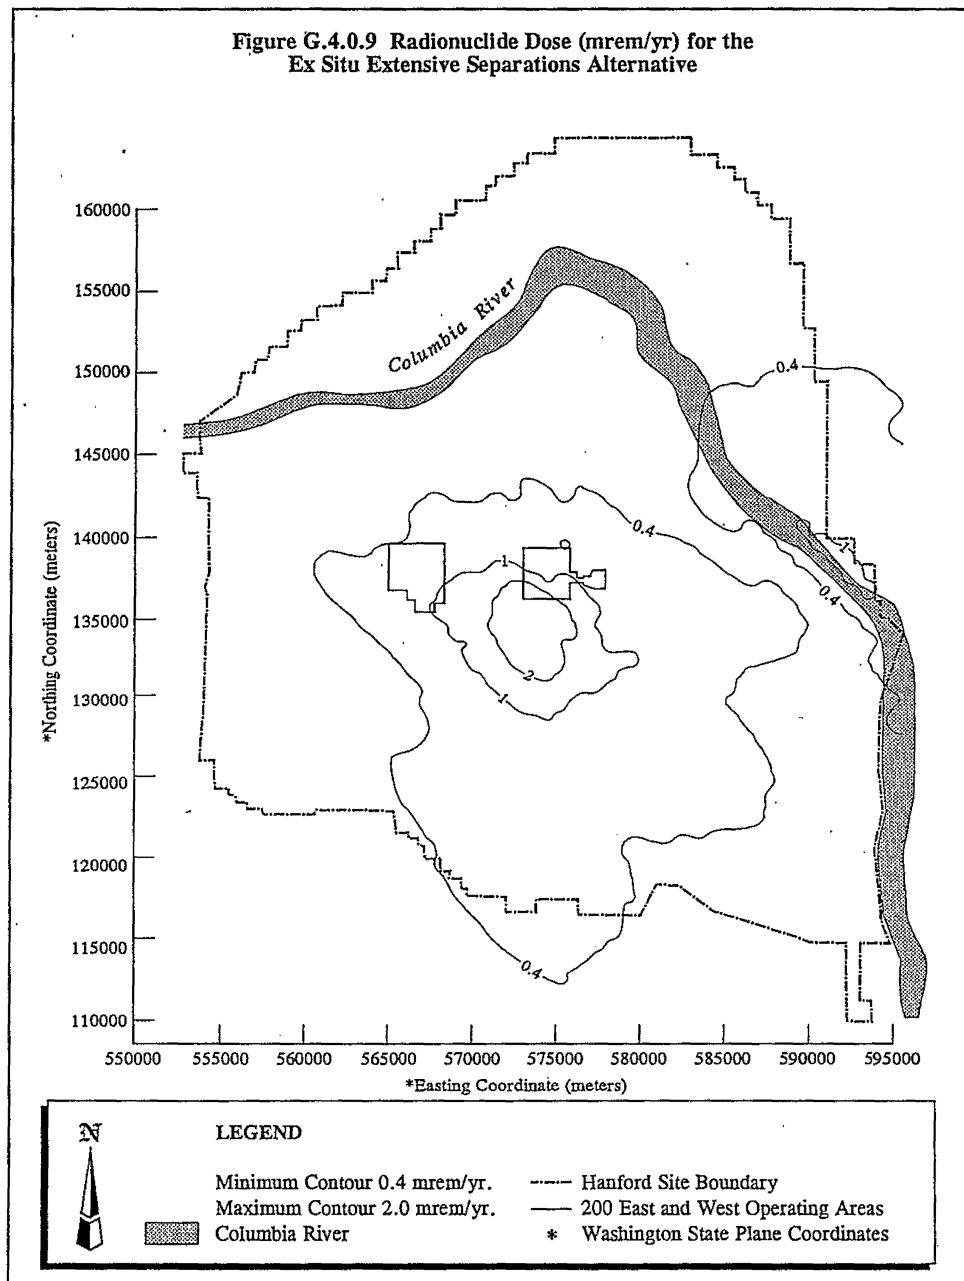 Figure G.4.0.9 Radionuclide Dose (mrem/yr) for the
Ex Situ Extensive Separations Alternative
160000
155000
150000
145000
140000
135000
130000
125000
120000
115000
110000
*Northing Coordinate (meters)
Columbia River
0.4
0.4
1
1
0.4
2
1
0.4
550000 555000 560000 565000 570000 575000 580000 585000 590000 595000
*Easting Coordinate (meters)
N
LEGEND
Minimum Contour 0.4 mrem/yr.
Hanford Site Boundary
Maximum Contour 2.0 mrem/yr.
200 East and West Operating Areas
Columbia River
* Washington State Plane Coordinates